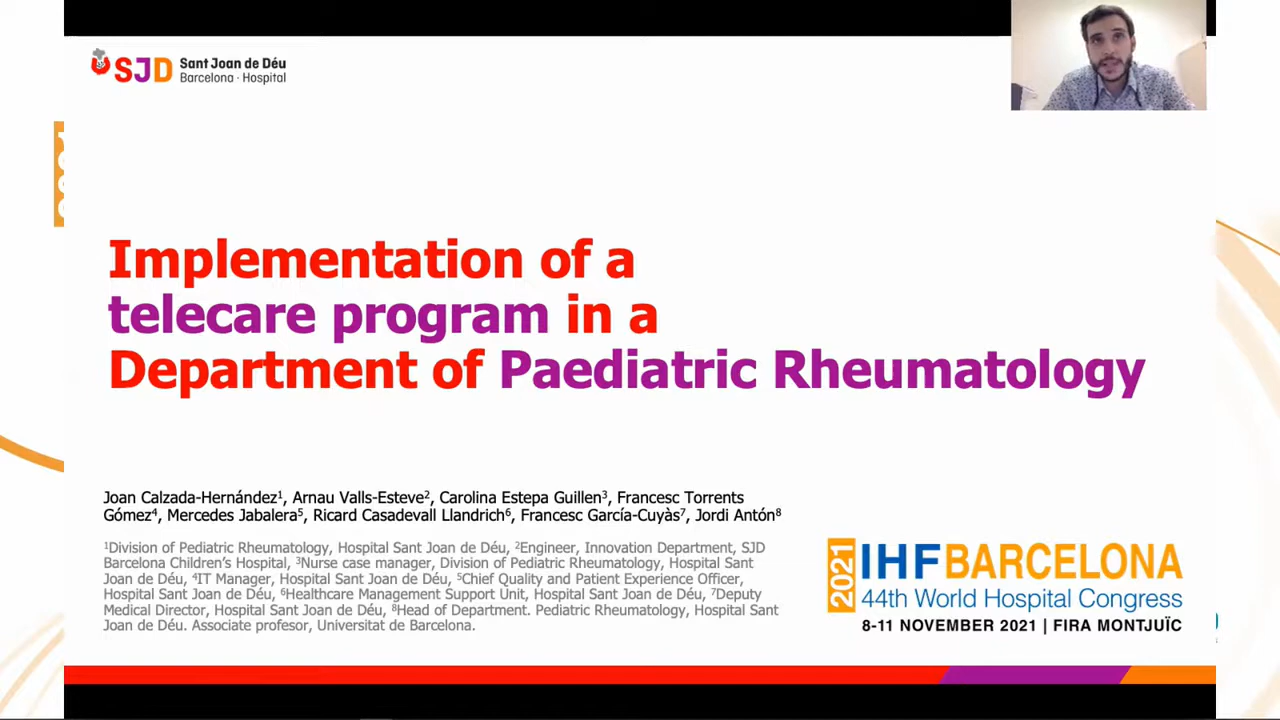 SJD Sant Joan de Déu
Barcelona · Hospital
Implementation of a
telecare program in a
Department of Paediatric Rheumatology
Joan Calzada-Hernández¹, Arnau Valls-Esteve², Carolina Estepa Guillen³, Francesc Torrents
Gómez⁴, Mercedes Jabalera⁵, Ricard Casadevall Llandrich⁶, Francesc García-Cuyàs⁷, Jordi Antón⁸
¹Division of Pediatric Rheumatology, Hospital Sant Joan de Déu, ²Engineer, Innovation Department, SJD
Barcelona Children's Hospital, ³Nurse case manager, Division of Pediatric Rheumatology, Hospital Sant
Joan de Déu, ⁴IT Manager, Hospital Sant Joan de Déu, ⁵Chief Quality and Patient Experience Officer,
Hospital Sant Joan de Déu, ⁶Healthcare Management Support Unit, Hospital Sant Joan de Déu, ⁷Deputy
Medical Director, Hospital Sant Joan de Déu, ⁸Head of Department. Pediatric Rheumatology, Hospital Sant
Joan de Déu. Associate profesor, Universitat de Barcelona.
2021 IHFBARCELONA
44th World Hospital Congress
8-11 NOVEMBER 2021 | FIRA MONTJUÏC